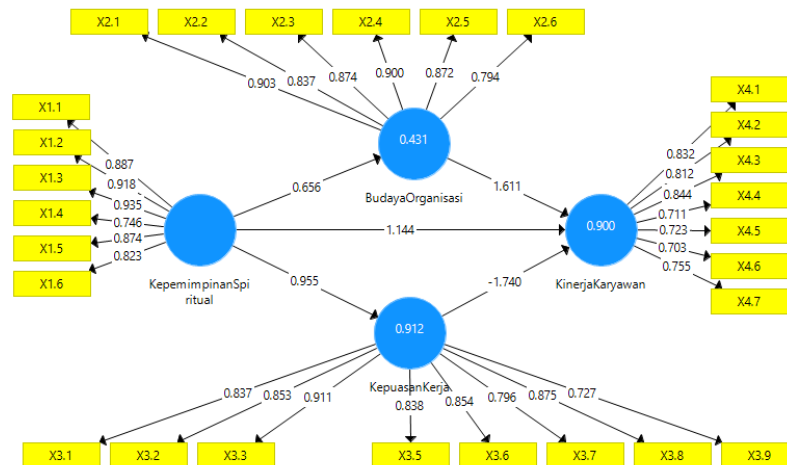 X2.1 X2.2 X2.3 X2.4 X2.5 X2.6
0.903 0.837 0.874 0.900 0.872 0.794
0.431
BudayaOrganisasi
X1.1
X1.2
X1.3
X1.4
X1.5
X1.6
0.887
0.918
0.935
0.746
0.874
0.823
KepemimpinanSpi
ritual
0.656
1.144
0.955
1.611
-1.740
0.900
KinerjaKaryawan
0.832
0.812
0.844
0.711
0.723
0.703
0.755
X4.1
X4.2
X4.3
X4.4
X4.5
X4.6
X4.7
0.912
KepuasanKerja
0.837 0.853 0.911 0.838 0.854 0.796 0.875 0.727
X3.1 X3.2 X3.3 X3.5 X3.6 X3.7 X3.8 X3.9